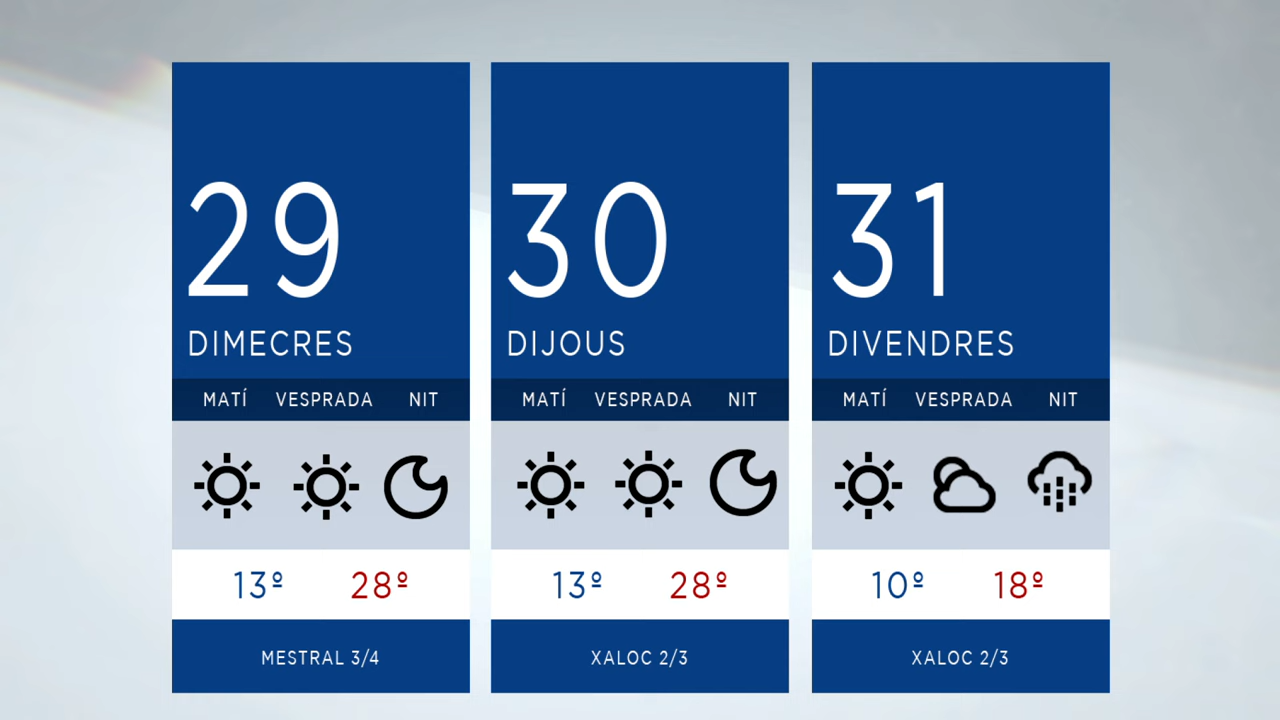 29
DIMECRES
MATÍ VESPRADA NIT
13º 28º
MESTRAL 3/4
30
DIJOUS
MATÍ VESPRADA NIT
13º 28º
XALOC 2/3
31
DIVENDRES
MATÍ VESPRADA NIT
10º 18º
XALOC 2/3